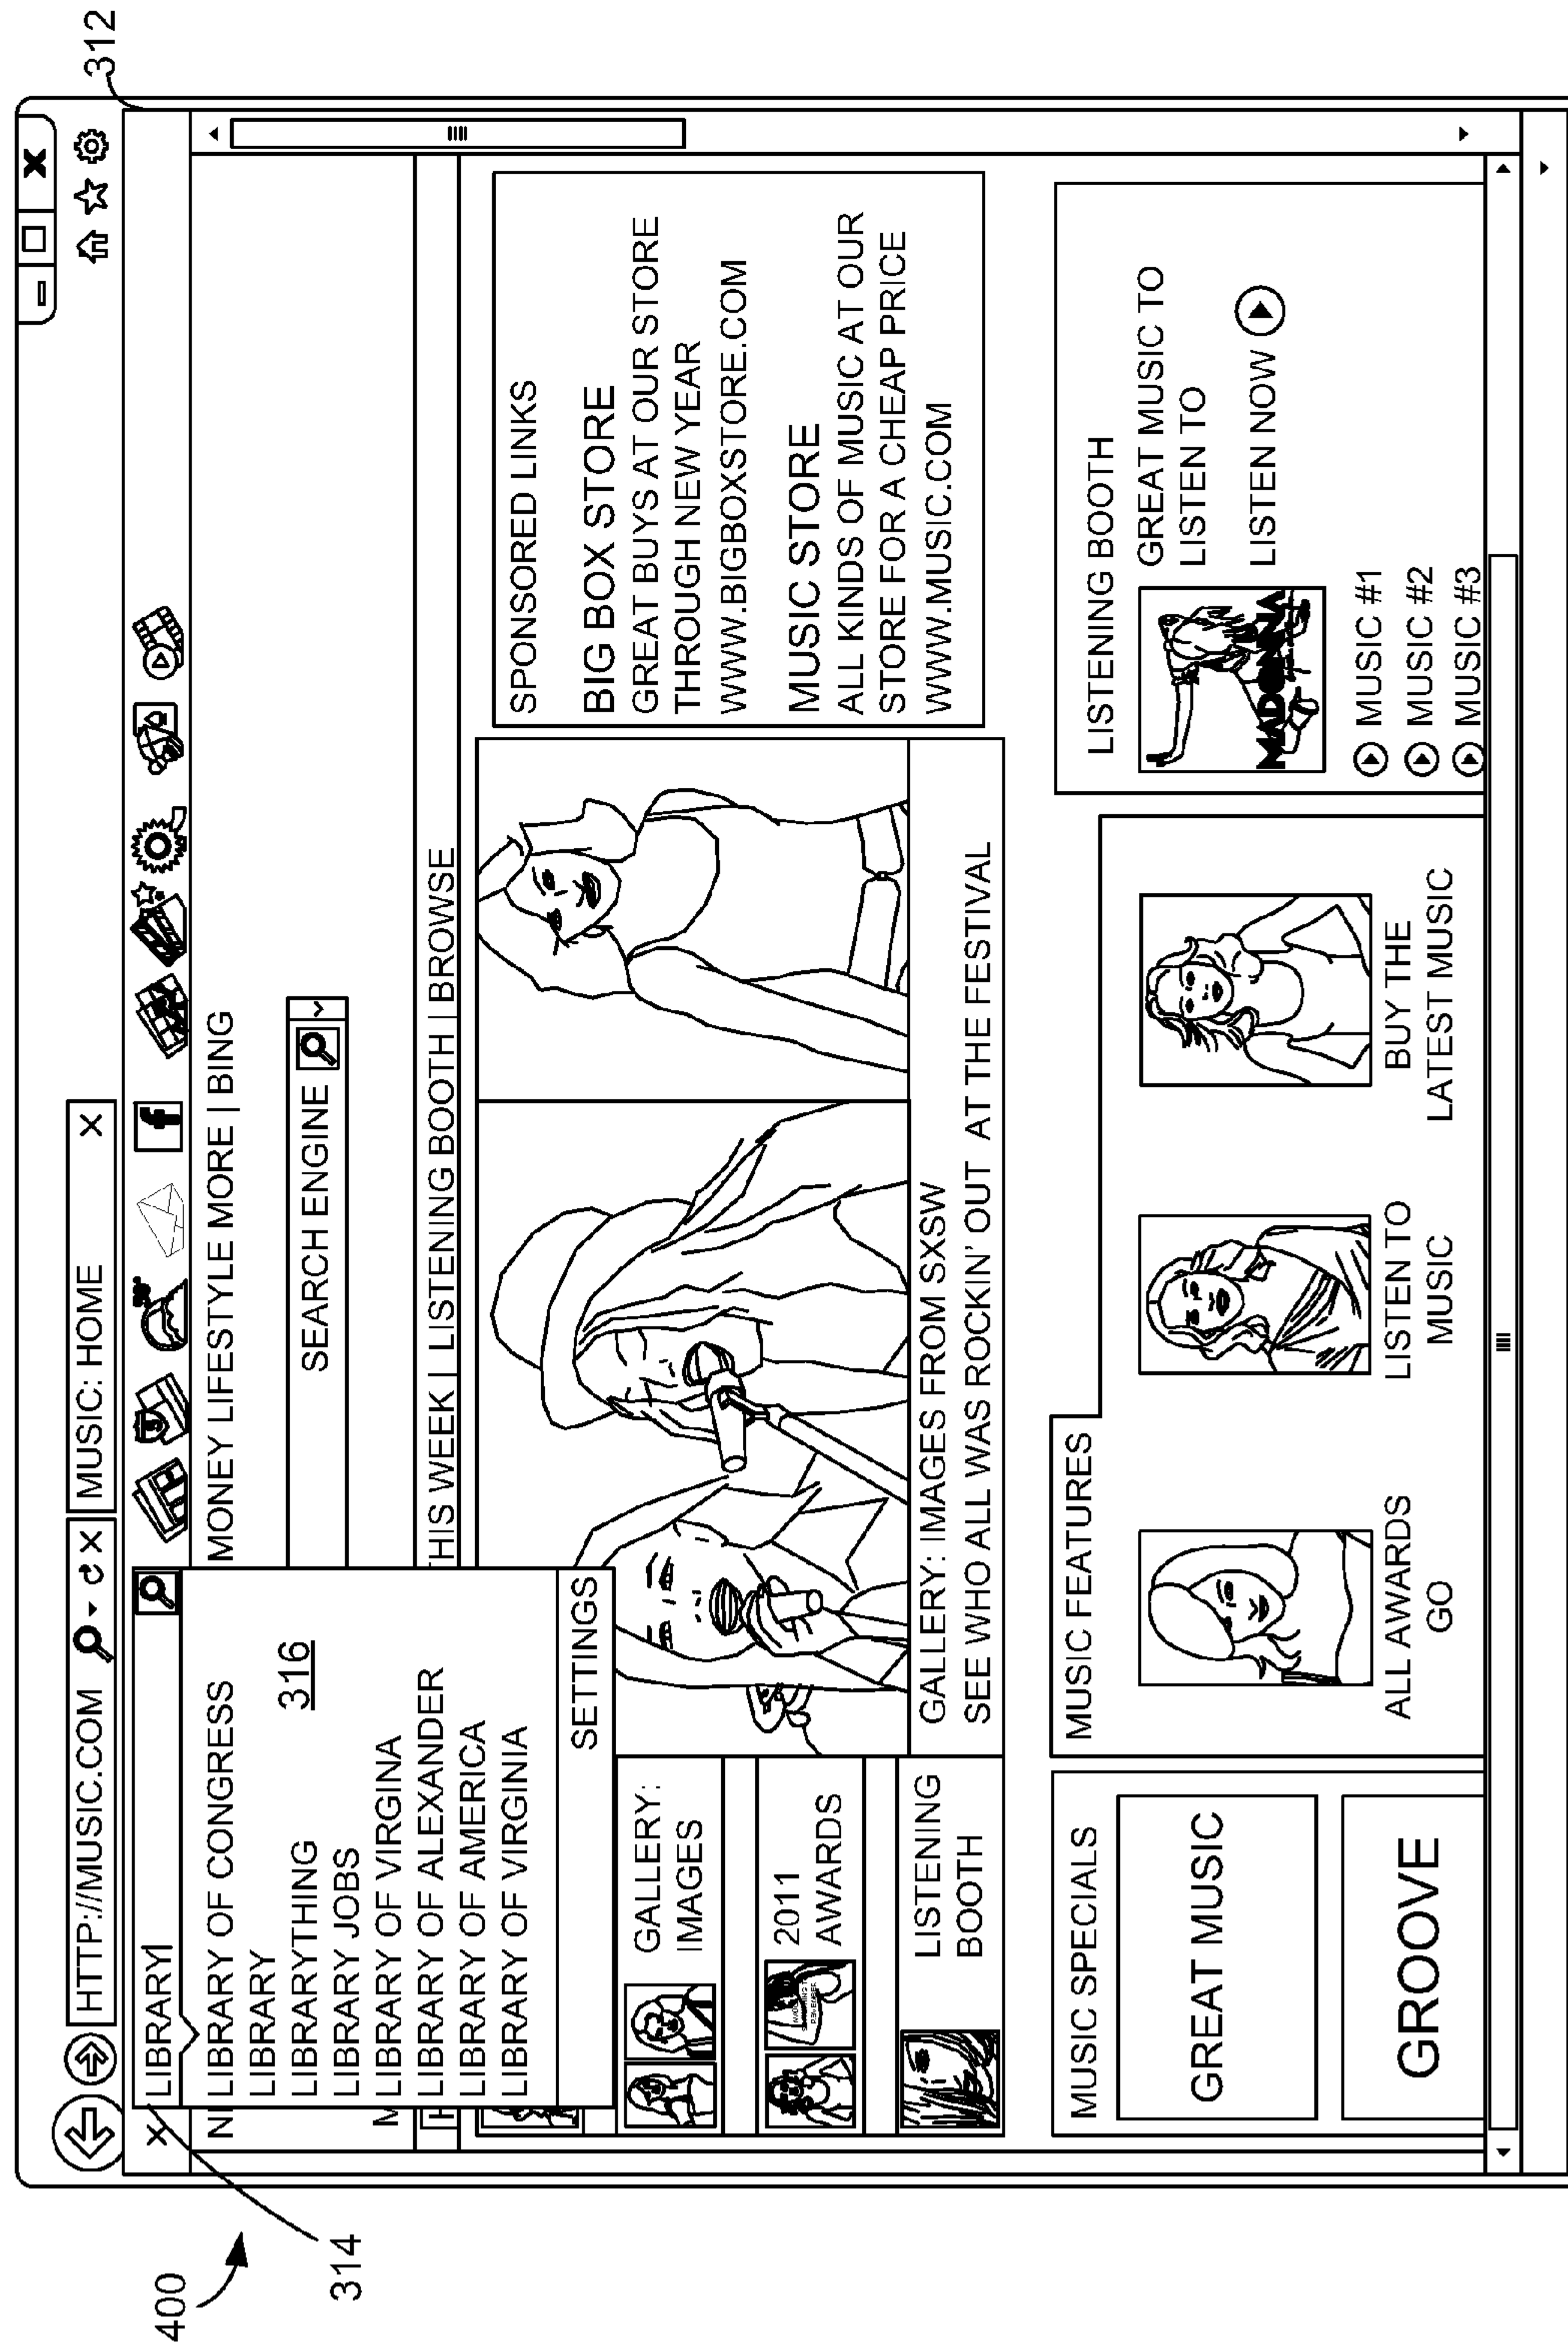 400
312
314
HTTP://MUSIC.COM
MUSIC: HOME X
X LIBRARY
LIBRARY OF CONGRESS
LIBRARY
LIBRARYTHING
316
LIBRARY JOBS
LIBRARY OF VIRGINA
LIBRARY OF ALEXANDER
LIBRARY OF AMERICA
LIBRARY OF VIRGINIA
SETTINGS
MONEY LIFESTYLE MORE | BING
SEARCH ENGINE
THIS WEEK | LISTENING BOOTH | BROWSE
GALLERY:
IMAGES
2011
AWARDS
LISTENING
BOOTH
GALLERY: IMAGES FROM SXSW
SEE WHO ALL WAS ROCKIN' OUT AT THE FESTIVAL
SPONSORED LINKS
BIG BOX STORE
GREAT BUYS AT OUR STORE
THROUGH NEW YEAR
WWW.BIGBOXSTORE.COM
MUSIC STORE
ALL KINDS OF MUSIC AT OUR
STORE FOR A CHEAP PRICE
WWW.MUSIC.COM
MUSIC SPECIALS
GREAT MUSIC
GROOVE
MUSIC FEATURES
ALL AWARDS
GO
LISTEN TO
MUSIC
BUY THE
LATEST MUSIC
LISTENING BOOTH
MADONNA
GREAT MUSIC TO
LISTEN TO
LISTEN NOW
MUSIC #1
MUSIC #2
MUSIC #3